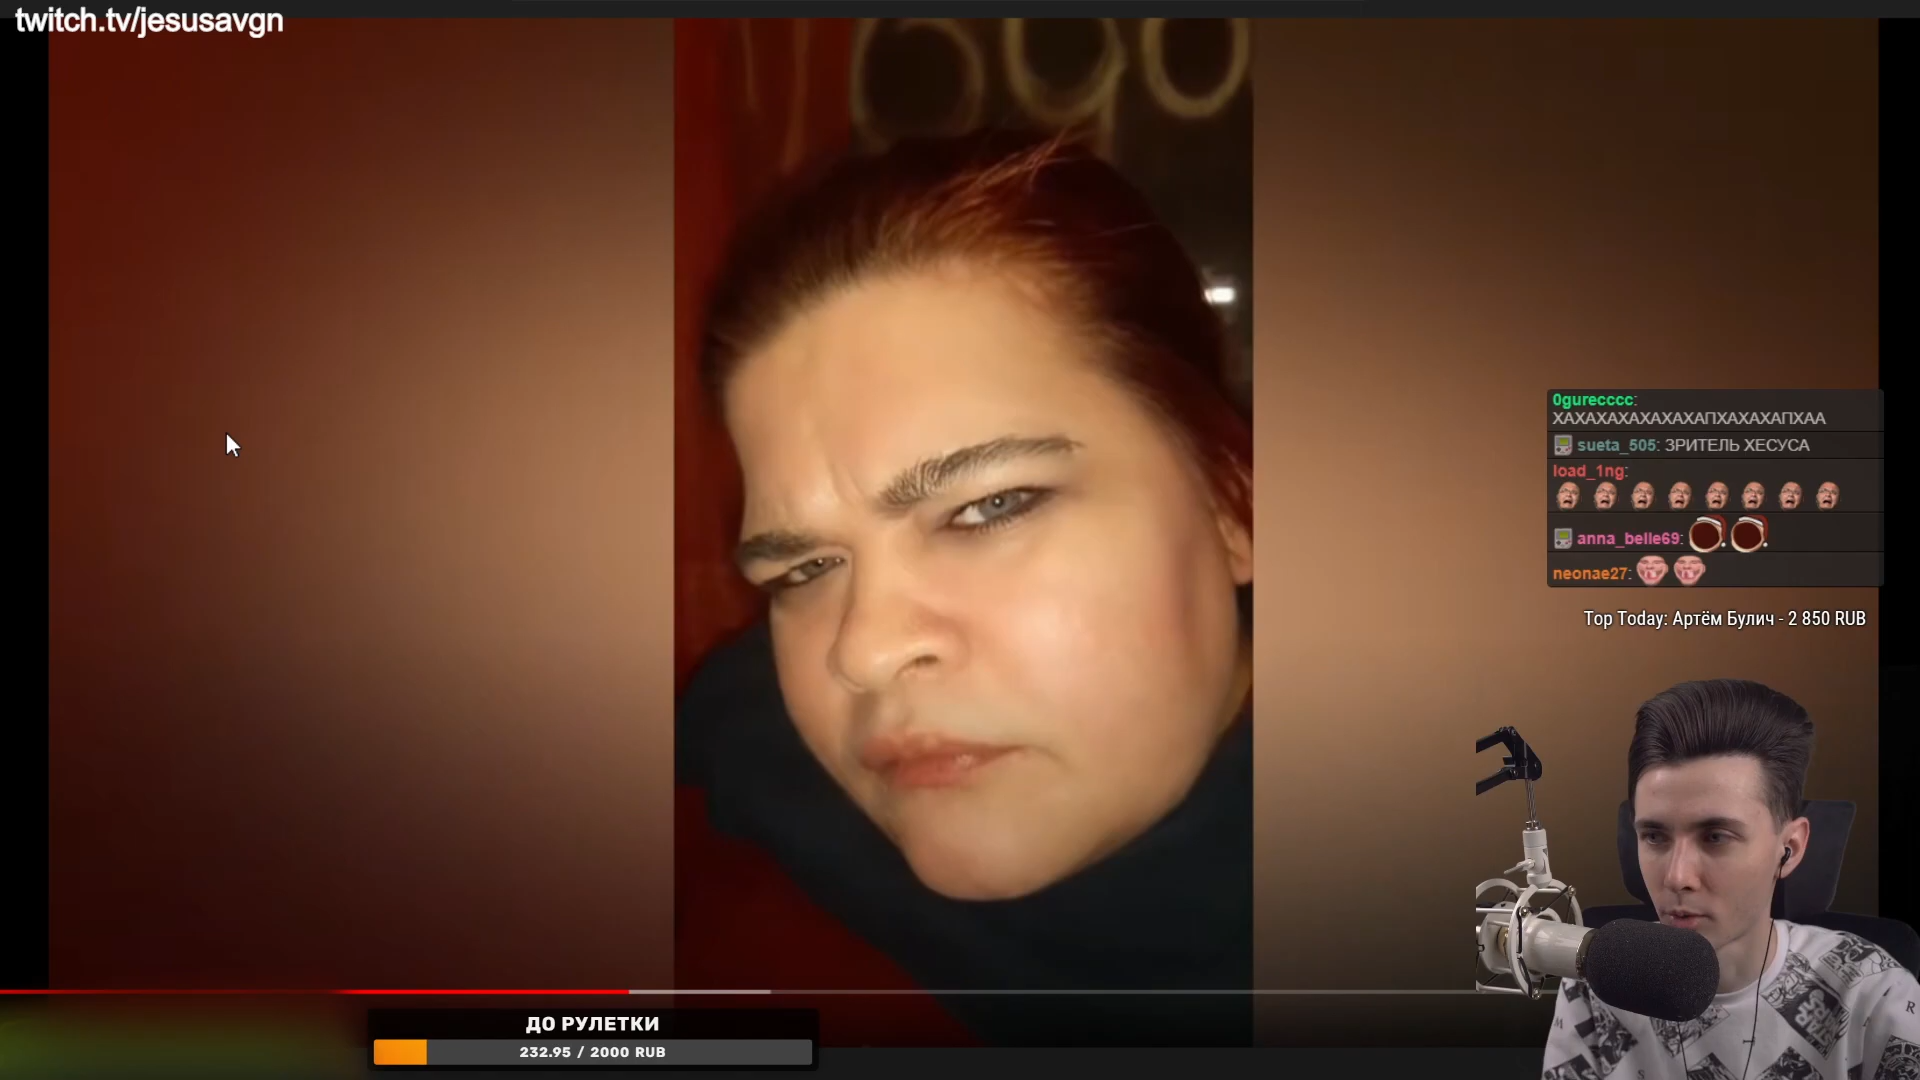 twitch.tv/jesusavgn
0gurecccc:
ХАХАХАХАХАХАХАПХАХАХАПХАА
sueta_505: ЗРИТЕЛЬ ХЕСУСА
load_1ng:
anna_belle69:
neonae27:
Top Today: Артём Булич - 2 850 RUB
ДО РУЛЕТКИ
232.95 / 2000 RUB